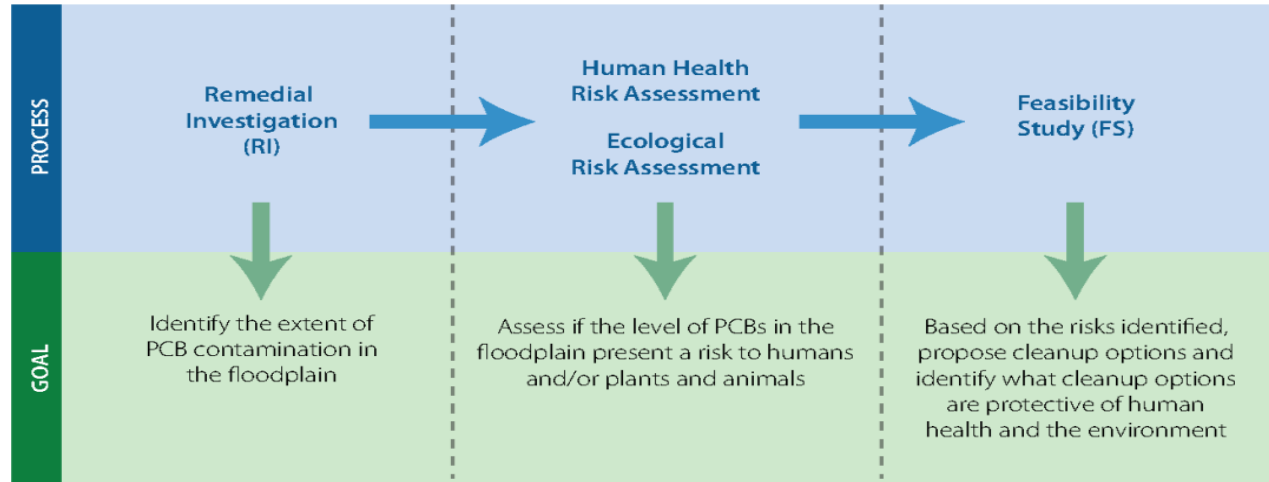 PROCESS
Remedial
Investigation
(RI)
Human Health
Risk Assessment
Ecological
Risk Assessment
Feasibility
Study (FS)
GOAL
Identify the extent of
PCB contamination in
the floodplain
Assess if the level of PCBs in the
floodplain present a risk to humans
and/or plants and animals
Based on the risks identified,
propose cleanup options and
identify what cleanup options
are protective of human
health and the environment